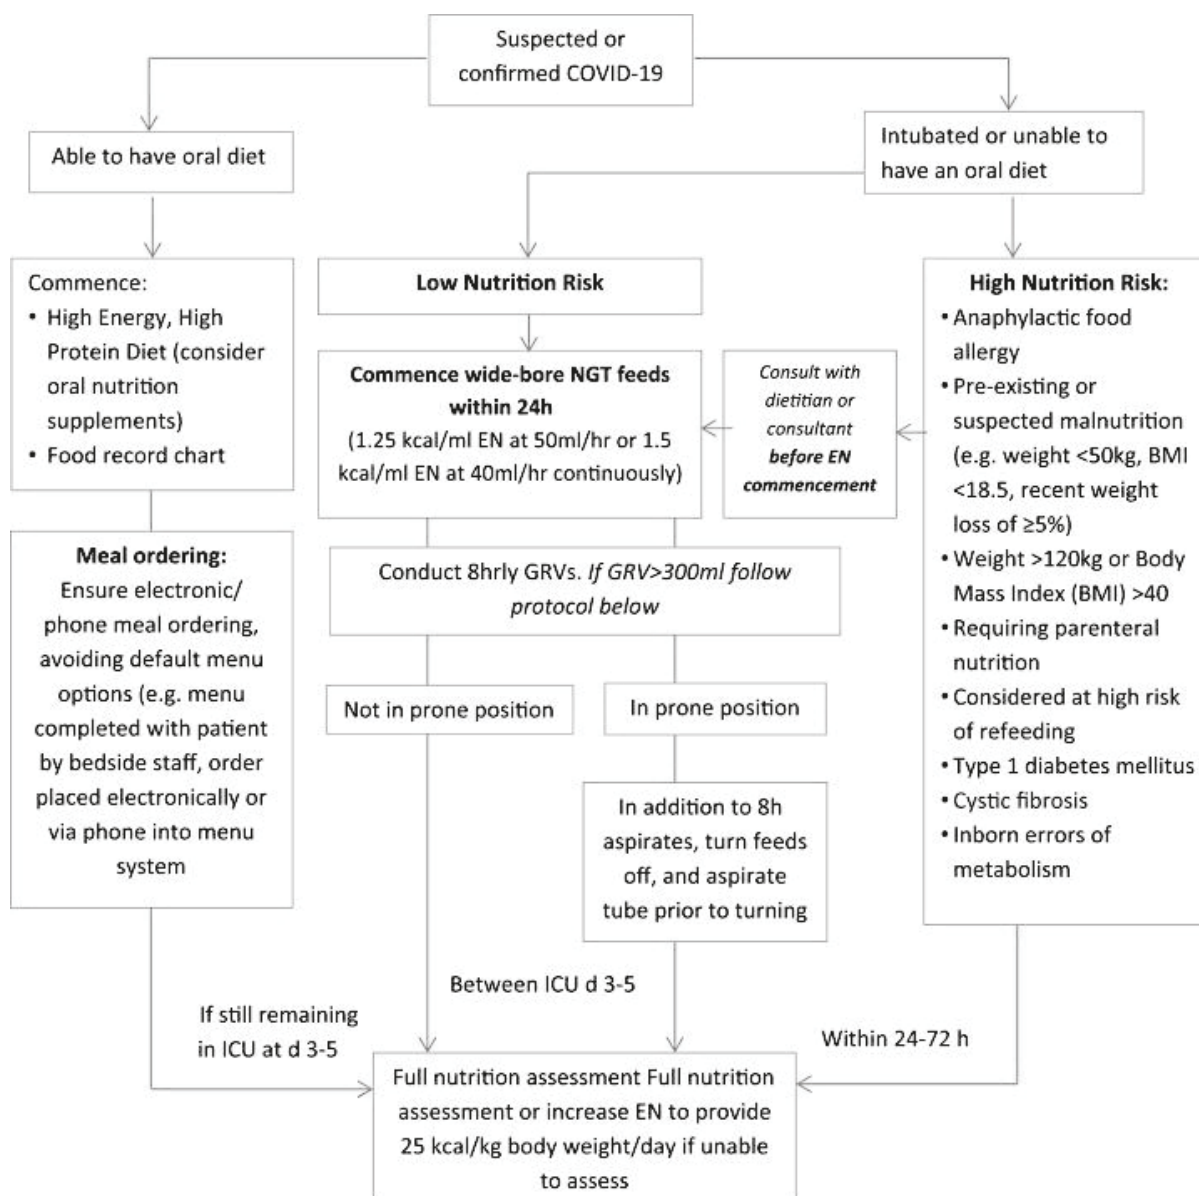 Suspected or
confirmed COVID-19
Able to have oral diet
Intubated or unable to
have an oral diet
Commence:
• High Energy, High
Protein Diet (consider
oral nutrition
supplements)
• Food record chart
Low Nutrition Risk
Commence wide-bore NGT feeds
within 24h
(1.25 kcal/ml EN at 50ml/hr or 1.5
kcal/ml EN at 40ml/hr continuously)
Consult with
dietitian or
consultant
before EN
commencement
High Nutrition Risk:
• Anaphylactic food
allergy
• Pre-existing or
suspected malnutrition
(e.g. weight <50kg, BMI
<18.5, recent weight
loss of ≥5%)
• Weight >120kg or Body
Mass Index (BMI) >40
• Requiring parenteral
nutrition
• Considered at high risk
of refeeding
• Type 1 diabetes mellitus
• Cystic fibrosis
• Inborn errors of
metabolism
Meal ordering:
Ensure electronic/
phone meal ordering,
avoiding default menu
options (e.g. menu
completed with patient
by bedside staff, order
placed electronically or
via phone into menu
system
Conduct 8hrly GRVs. If GRV>300ml follow
protocol below
Not in prone position
In prone position
In addition to 8h
aspirates, turn feeds
off, and aspirate
tube prior to turning
Between ICU d 3-5
If still remaining
in ICU at d 3-5
Within 24-72 h
Full nutrition assessment Full nutrition
assessment or increase EN to provide
25 kcal/kg body weight/day if unable
to assess